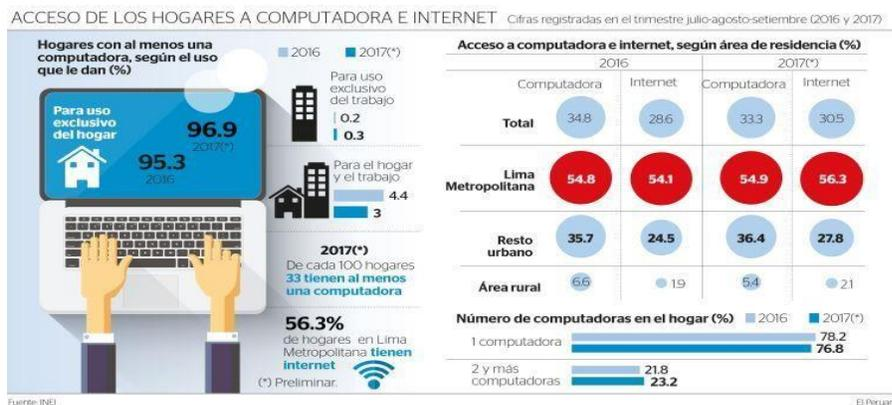 ACCESO DE LOS HOGARES A COMPUTADORA E INTERNET Cifras registradas en el trimestre julio-agosto-setiembre (2016 y 2017)
Hogares con al menos una
computadora, según el uso
que le dan (%)
2016 2017(*)
Para uso
exclusivo
del hogar
96.9
2017(*)
95.3
2016
Para uso
exclusivo
del trabajo
0.2
0.3
Para el hogar
y el trabajo
4.4
3
2017(*)
De cada 100 hogares
33 tienen al menos
una computadora
56.3%
de hogares en Lima
Metropolitana tienen
internet
(*) Preliminar.
Acceso a computadora e internet, según área de residencia (%)
2016 2017(*)
Computadora Internet Computadora Internet
Total 34.8 28.6 33.3 30.5
Lima
Metropolitana 54.8 54.1 54.9 56.3
Resto
urbano 35.7 24.5 36.4 27.8
Área rural 6.6 1.9 5.4 2.1
Número de computadoras en el hogar (%) 2016 2017(*)
1 computadora 78.2
76.8
2 y más
computadoras 21.8
23.2
Fuente: INEI
El Peruano